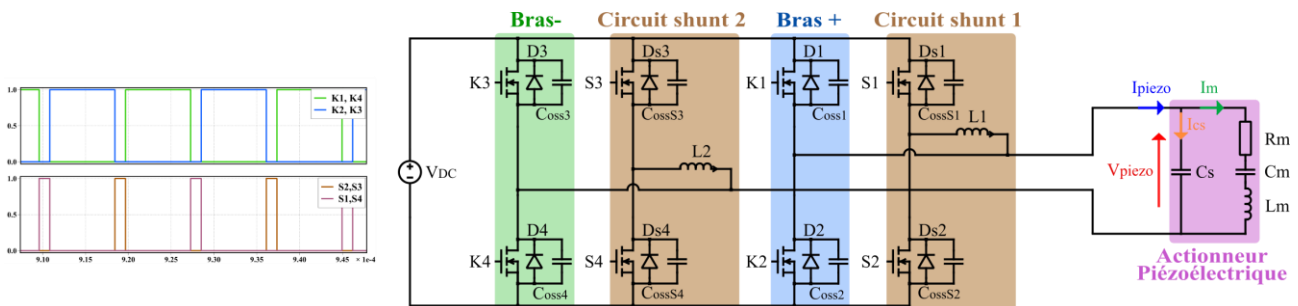 Bras-
Circuit shunt 2
Bras +
Circuit shunt 1
D3
Ds3
D1
Ds1
K3
S3
K1
S1
Coss3
CossS3
Coss1
CossS1
L1
L2
VDC
D4
Ds4
D2
Ds2
K4
S4
K2
S2
Coss4
CossS4
Coss2
CossS2
Ipiezo
Im
Ics
Rm
Vpiezo
Cs
Cm
Lm
Actionneur
Piézoélectrique
1.0
0.5
0.0
K1, K4
K2, K3
1.0
0.5
0.0
S2,S3
S1,S4
9.10 9.15 9.20 9.25 9.30 9.35 9.40 9.45
× 1e-4